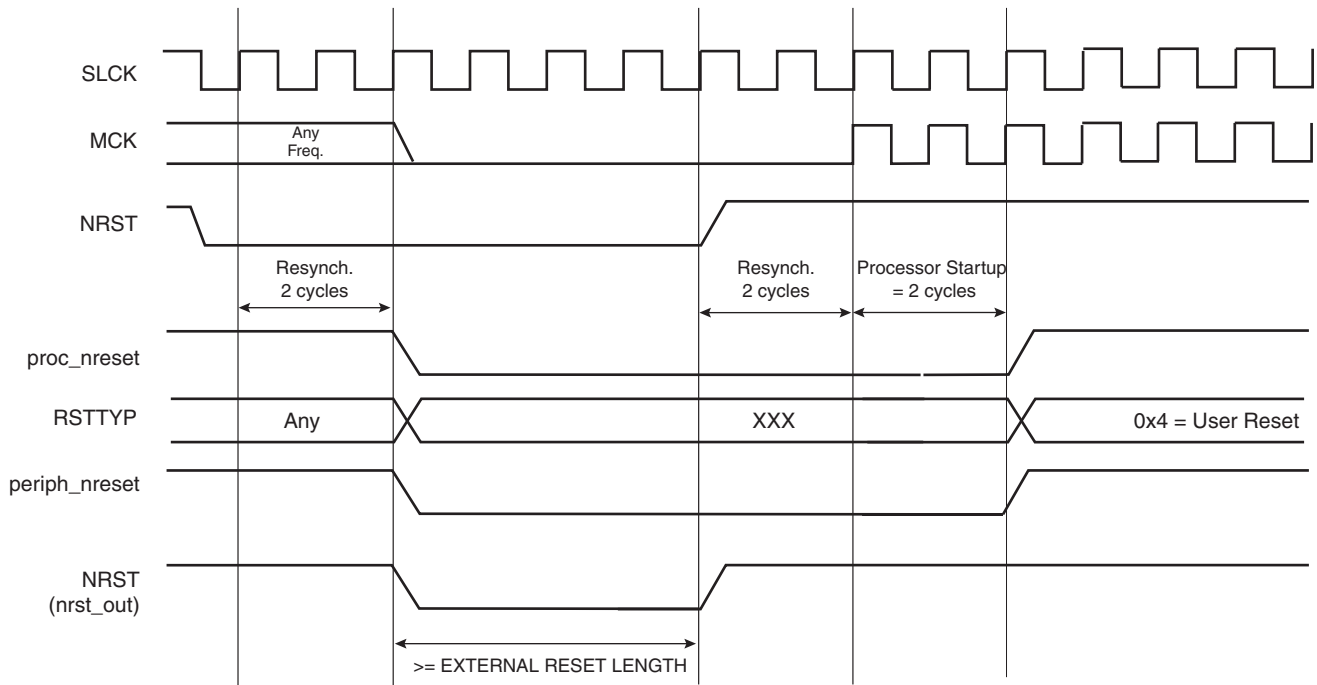 SLCK
MCK
Any
Freq.
NRST
Resynch.
2 cycles
Resynch.
2 cycles
Processor Startup
= 2 cycles
proc_nreset
RSTTYP
Any
XXX
0x4 = User Reset
periph_nreset
NRST
(nrst_out)
>= EXTERNAL RESET LENGTH